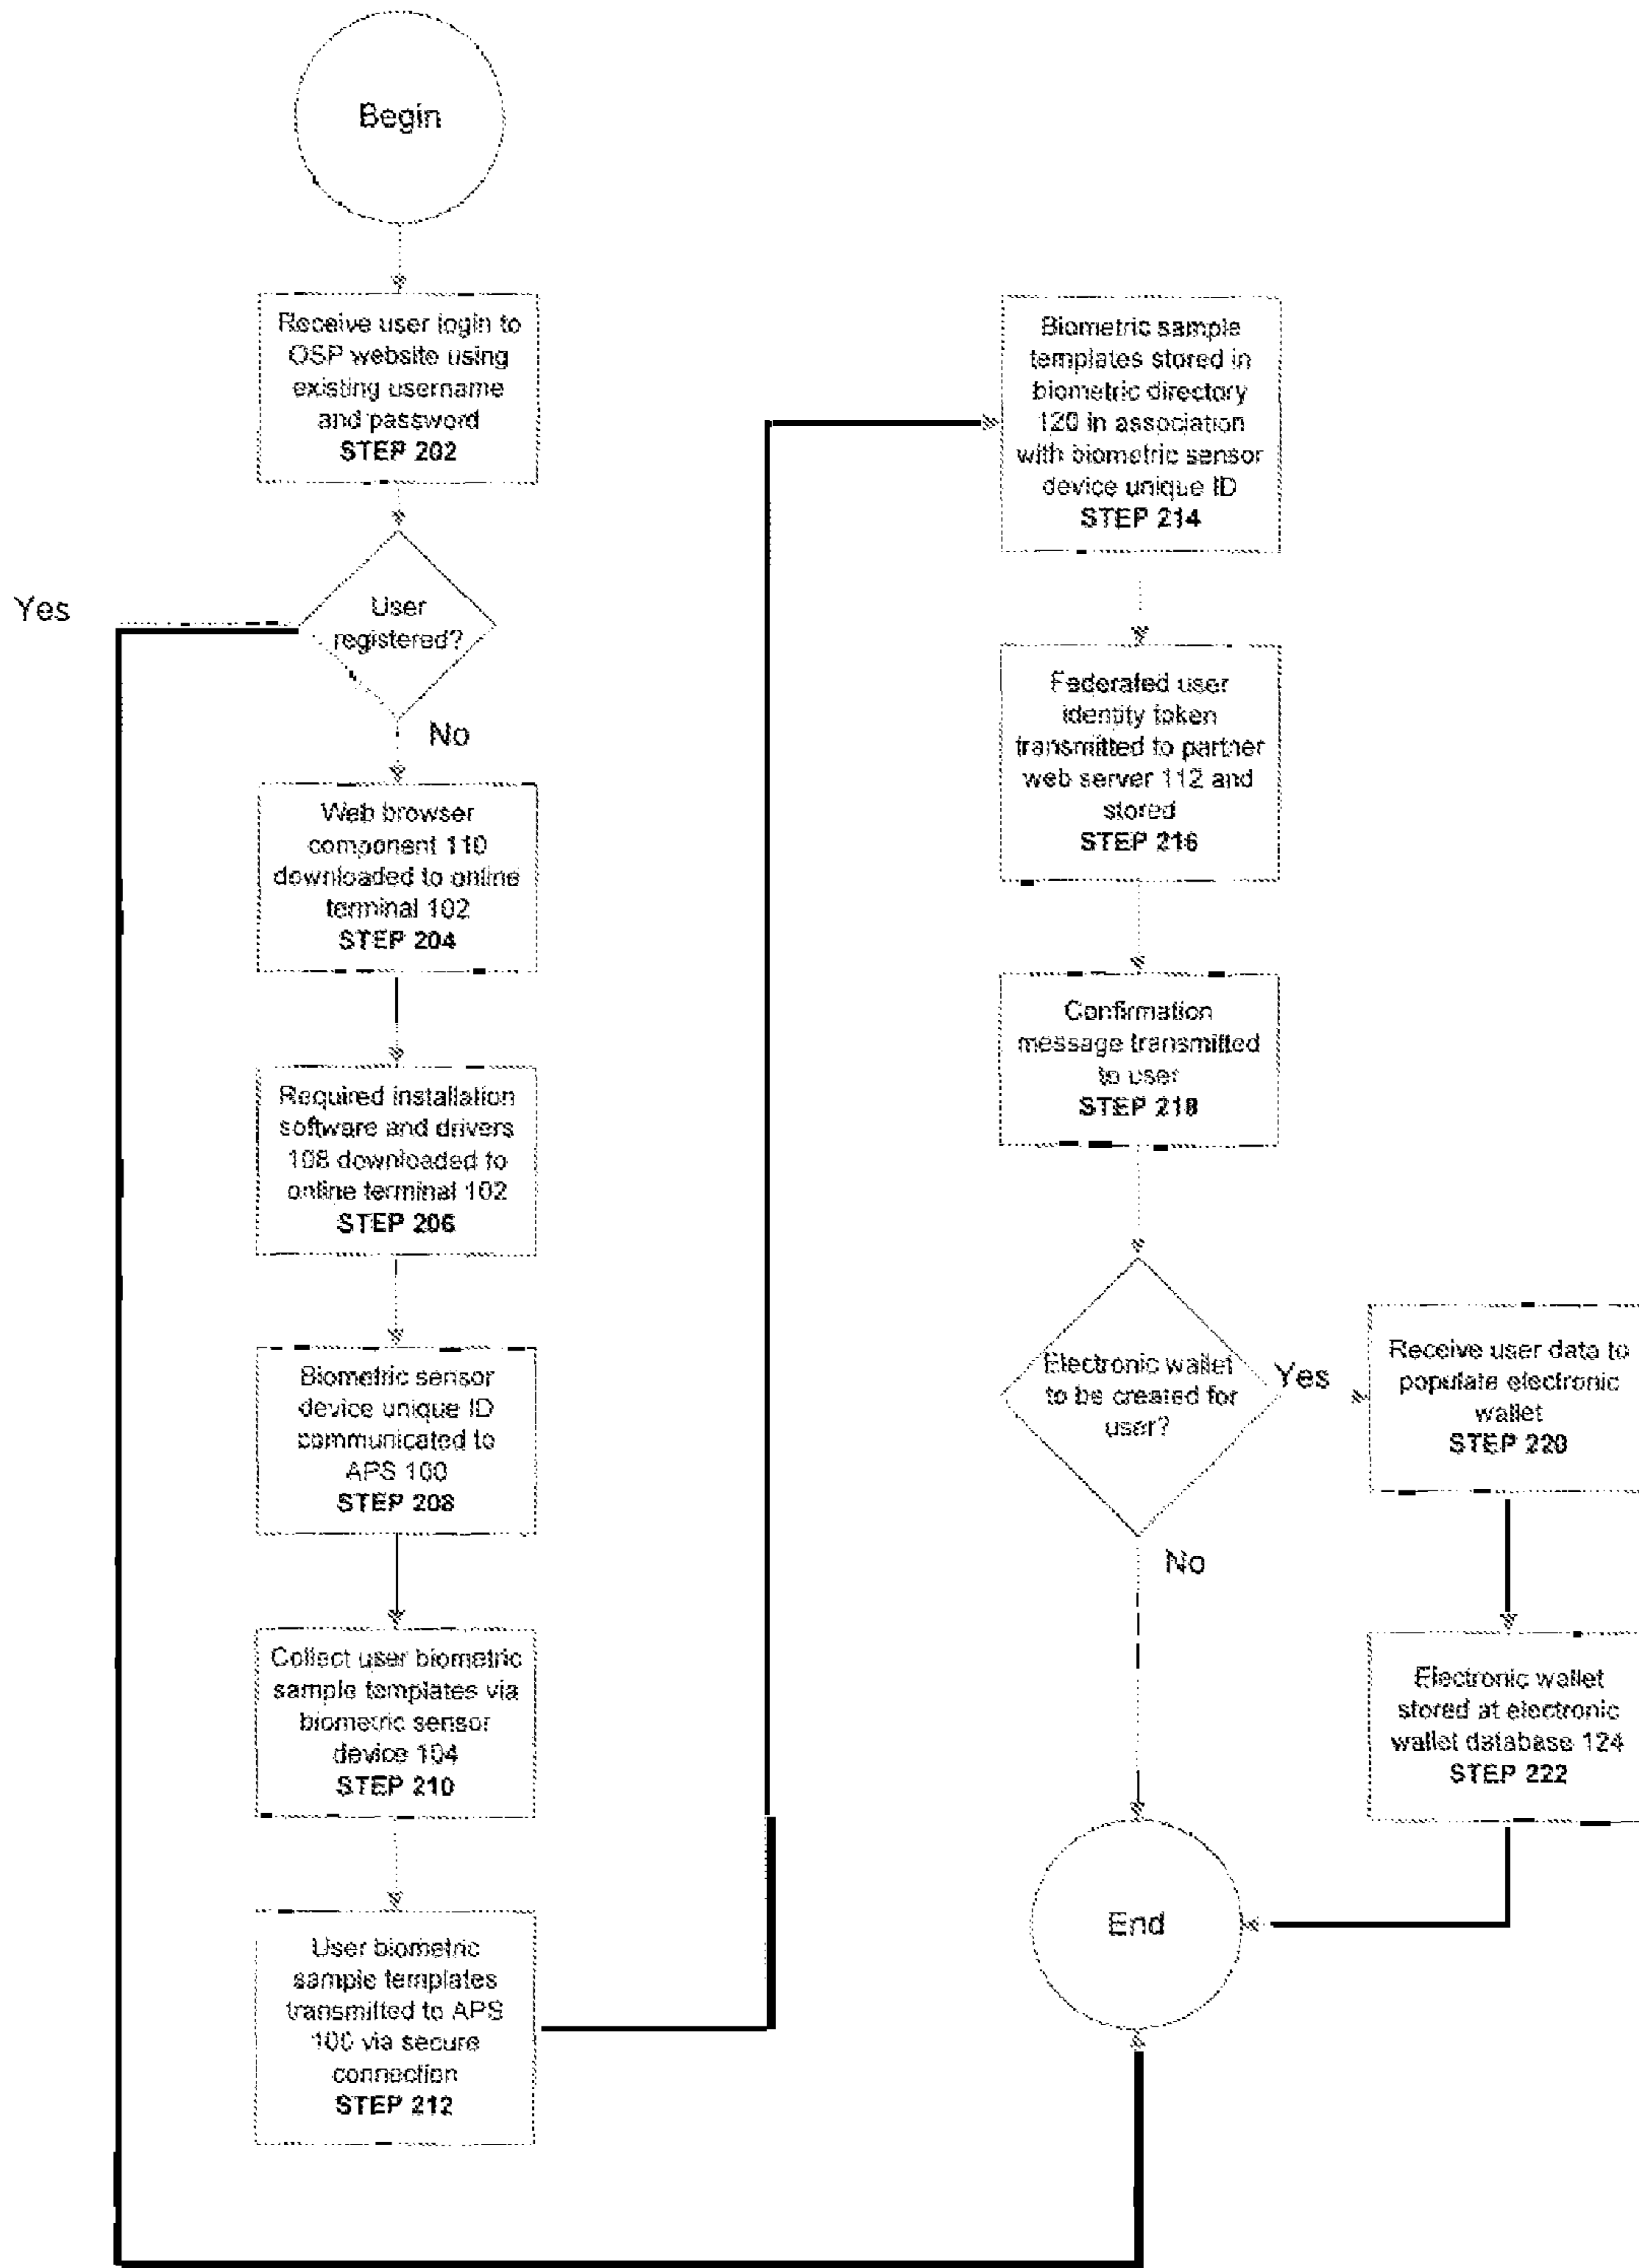 Begin
Receive user login to
OSP website using
existing username
and password
STEP 202
Yes
User
registered?
No
Web browser
component 110
downloaded to online
terminal 102
STEP 204
Required installation
software and drivers
108 downloaded to
online terminal 102
STEP 206
Biometric sensor
device unique ID
communicated to
APS 100
STEP 208
Collect user biometric
sample templates via
biometric sensor
device 104
STEP 210
User biometric
sample templates
transmitted to APS
100 via secure
connection
STEP 212
Biometric sample
templates stored in
biometric directory
120 in association
with biometric sensor
device unique ID
STEP 214
Federated user
identity token
transmitted to partner
web server 112 and
stored
STEP 216
Confirmation
message transmitted
to user
STEP 218
Electronic wallet
to be created for
user?
Yes
No
Receive user data to
populate electronic
wallet
STEP 220
Electronic wallet
stored at electronic
wallet database 124
STEP 222
End